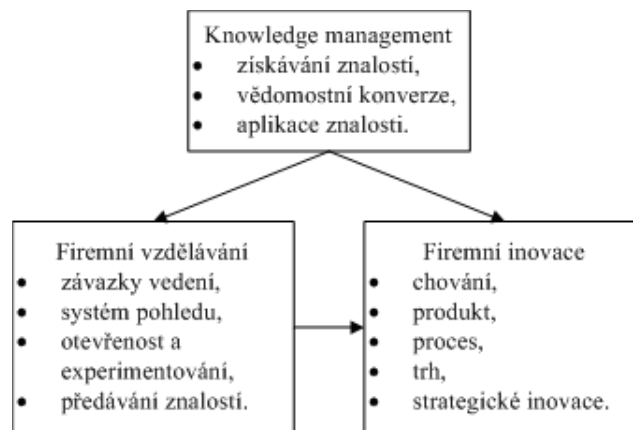 Knowledge management
• získávání znalostí,
• vědomostní konverze,
• aplikace znalosti.
Firemní vzdělávání
• závazky vedení,
• systém pohledu,
• otevřenost a
experimentování,
• předávání znalostí.
Firemní inovace
• chování,
• produkt,
• proces,
• trh,
• strategické inovace.